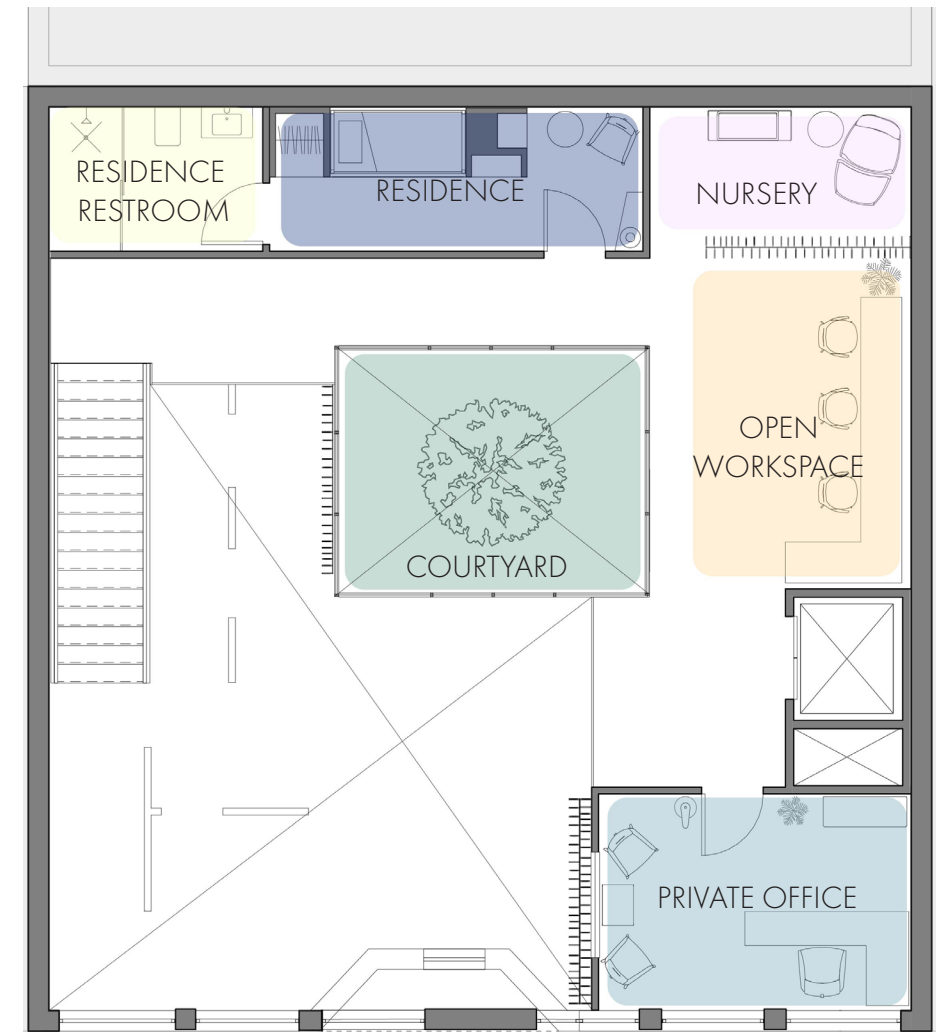 RESIDENCE
RESTROOM
RESIDENCE
NURSERY
OPEN
WORKSPACE
COURTYARD
PRIVATE OFFICE